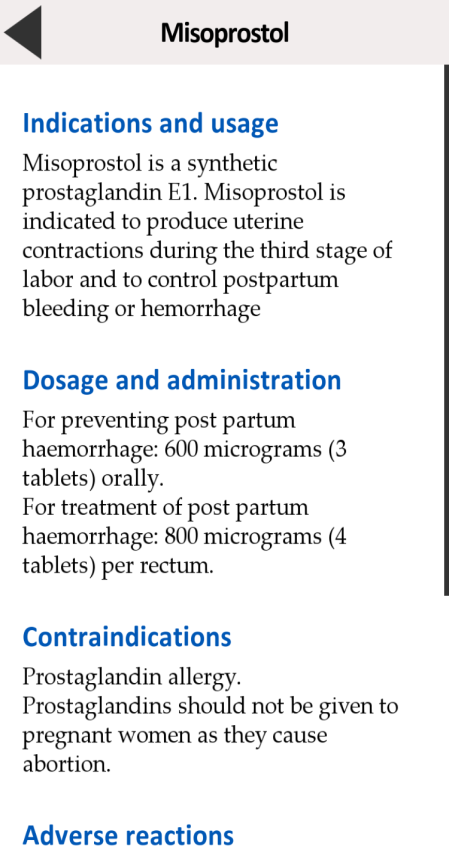 Misoprostol
Indications and usage
Misoprostol is a synthetic
prostaglandin E1. Misoprostol is
indicated to produce uterine
contractions during the third stage of
labor and to control postpartum
bleeding or hemorrhage
Dosage and administration
For preventing post partum
haemorrhage: 600 micrograms (3
tablets) orally.
For treatment of post partum
haemorrhage: 800 micrograms (4
tablets) per rectum.
Contraindications
Prostaglandin allergy.
Prostaglandins should not be given to
pregnant women as they cause
abortion.
Adverse reactions